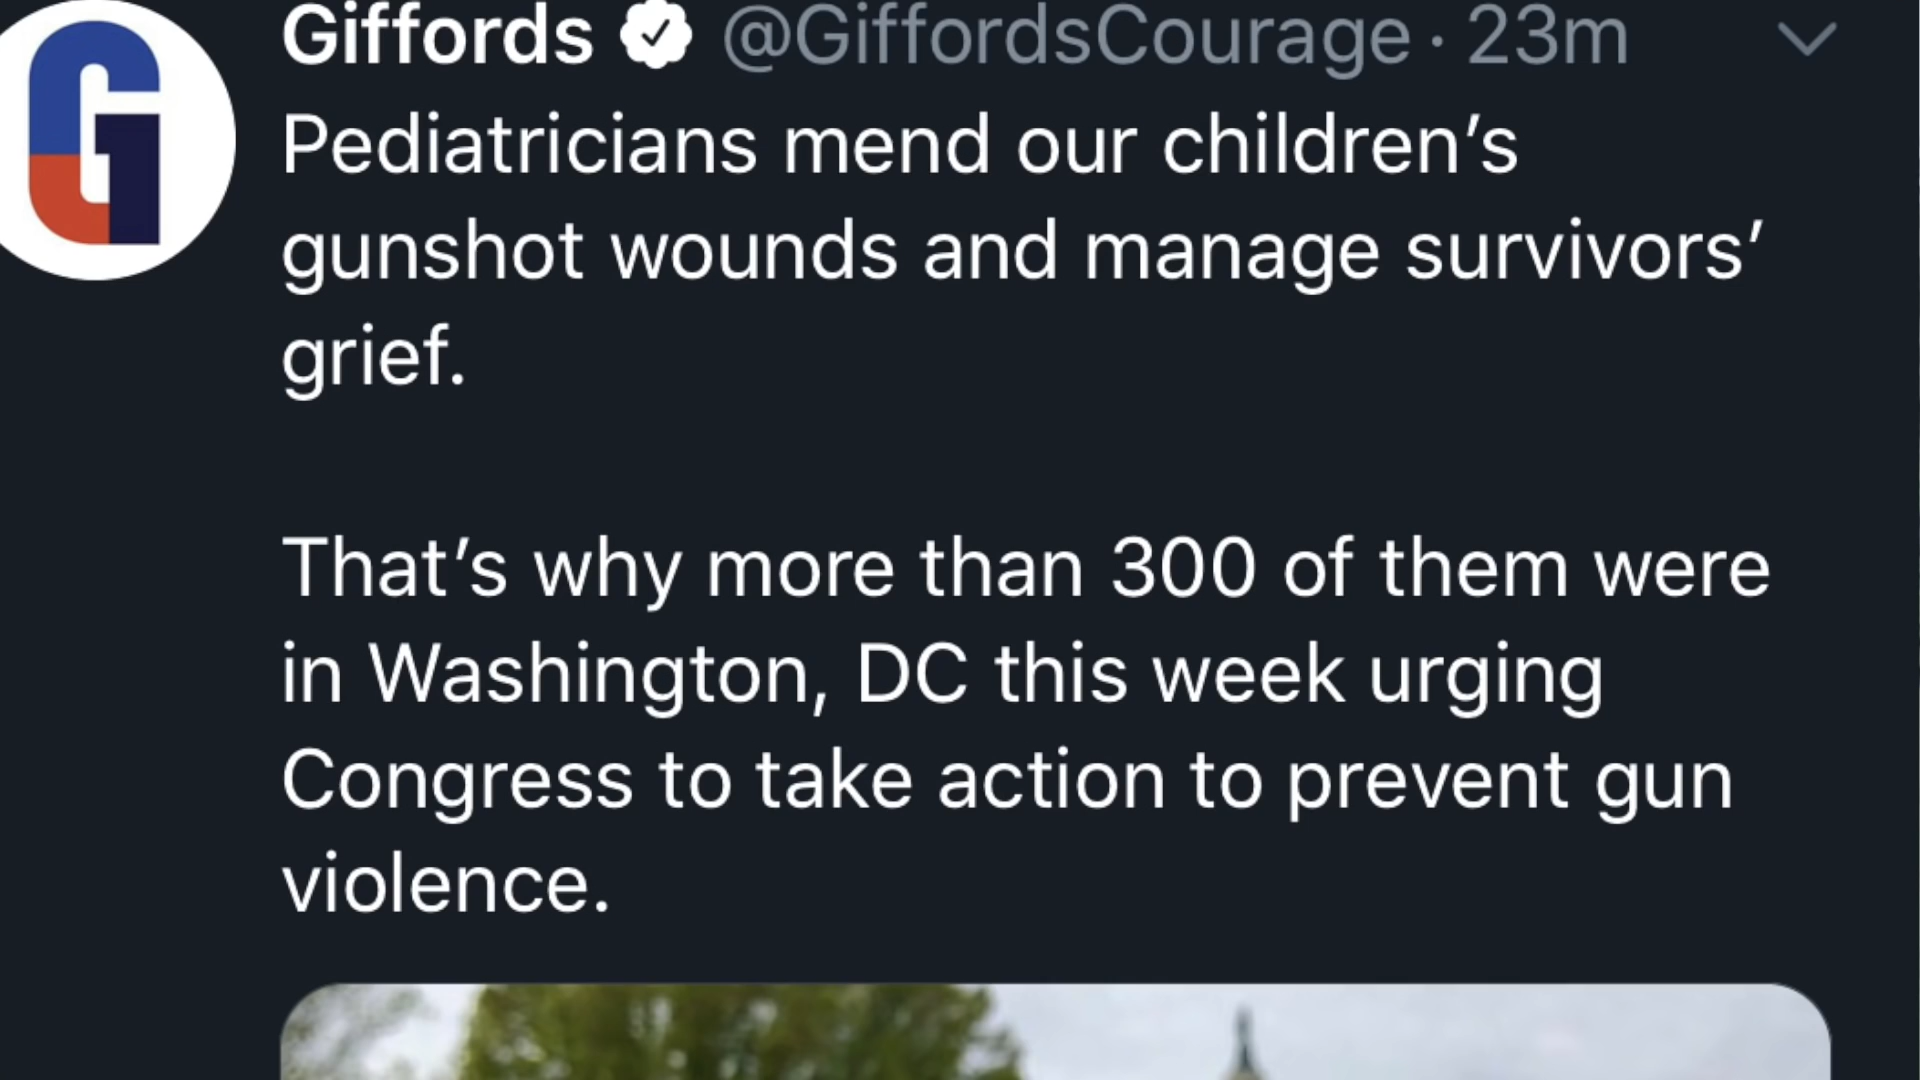 Giffords @GiffordsCourage · 23m
Pediatricians mend our children’s
gunshot wounds and manage survivors’
grief.
That’s why more than 300 of them were
in Washington, DC this week urging
Congress to take action to prevent gun
violence.